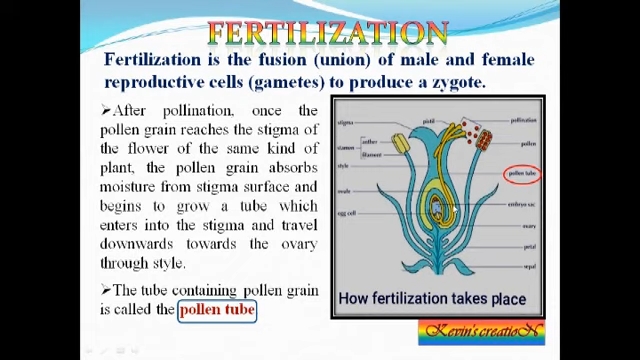 FERTILIZATION
Fertilization is the fusion (union) of male and female
reproductive cells (gametes) to produce a zygote.
➢After pollination, once the
pollen grain reaches the stigma of
the flower of the same kind of
plant, the pollen grain absorbs
moisture from stigma surface and
begins to grow a tube which
enters into the stigma and travel
downwards towards the ovary
through style.
➢The tube containing pollen grain
is called the pollen tube
stigma
pistil
pollination
anther
stamen
filament
pollen
style
pollen tube
ovule
embryo sac
egg cell
ovary
petal
sepal
How fertilization takes place
Kevin's creatioN